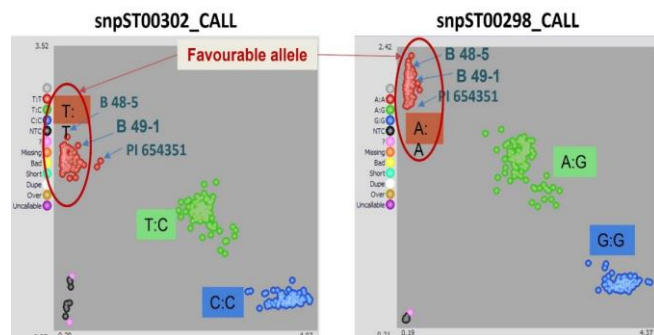 snpST00302_CALL
snpST00298_CALL
3.52
2.42
Favourable allele
T:T
T:C
C:C
NTC
?
Missing
Bad
Short
Dupe
Over
Uncallable
T:
T
B 48-5
B 49-1
PI 654351
T:C
C:C
0.29
A:A
A:G
G:G
NTC
?
Missing
Bad
Short
Dupe
Over
Uncallable
B 48-5
B 49-1
PI 654351
A:
A
A:G
G:G
0.19
4.37